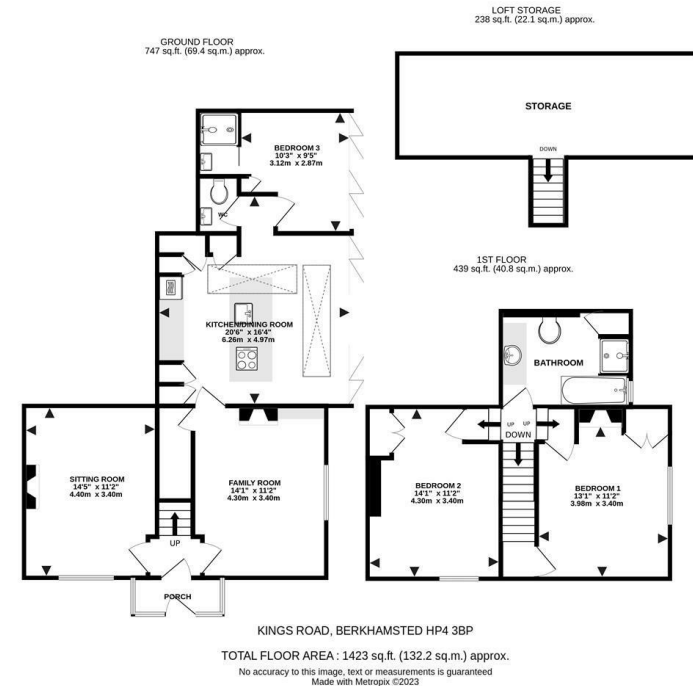 LOFT STORAGE
238 sq.ft. (22.1 sq.m.) approx.
GROUND FLOOR
747 sq.ft. (69.4 sq.m.) approx.
STORAGE
DOWN
BEDROOM 3
10'3" x 9'5"
3.12m x 2.87m
WC
1ST FLOOR
439 sq.ft. (40.8 sq.m.) approx.
KITCHEN/DINING ROOM
20'6" x 16'4"
6.26m x 4.97m
BATHROOM
UP UP
DOWN
SITTING ROOM
14'5" x 11'2"
4.40m x 3.40m
FAMILY ROOM
14'1" x 11'2"
4.30m x 3.40m
BEDROOM 2
14'1" x 11'2"
4.30m x 3.40m
BEDROOM 1
13'1" x 11'2"
3.98m x 3.40m
UP
PORCH
KINGS ROAD, BERKHAMSTED HP4 3BP
TOTAL FLOOR AREA : 1423 sq.ft. (132.2 sq.m.) approx.
No accuracy to this image, text or measurements is guaranteed
Made with Metropix ©2023